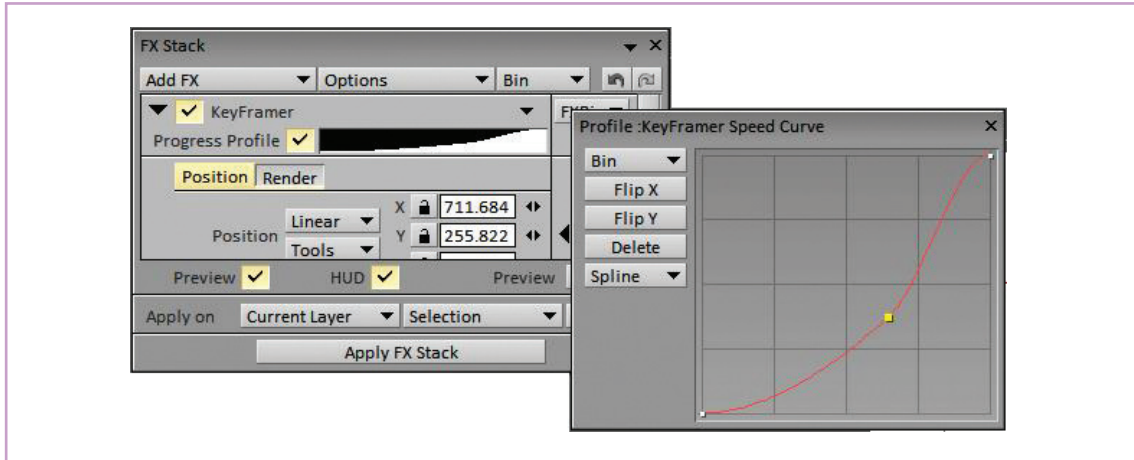 FX Stack
Add FX Options Bin
KeyFramer
Progress Profile
Position Render
Position Linear X 711.684
Tools Y 255.822
Preview HUD Preview
Apply on Current Layer Selection
Apply FX Stack
Profile :KeyFramer Speed Curve
Bin
Flip X
Flip Y
Delete
Spline